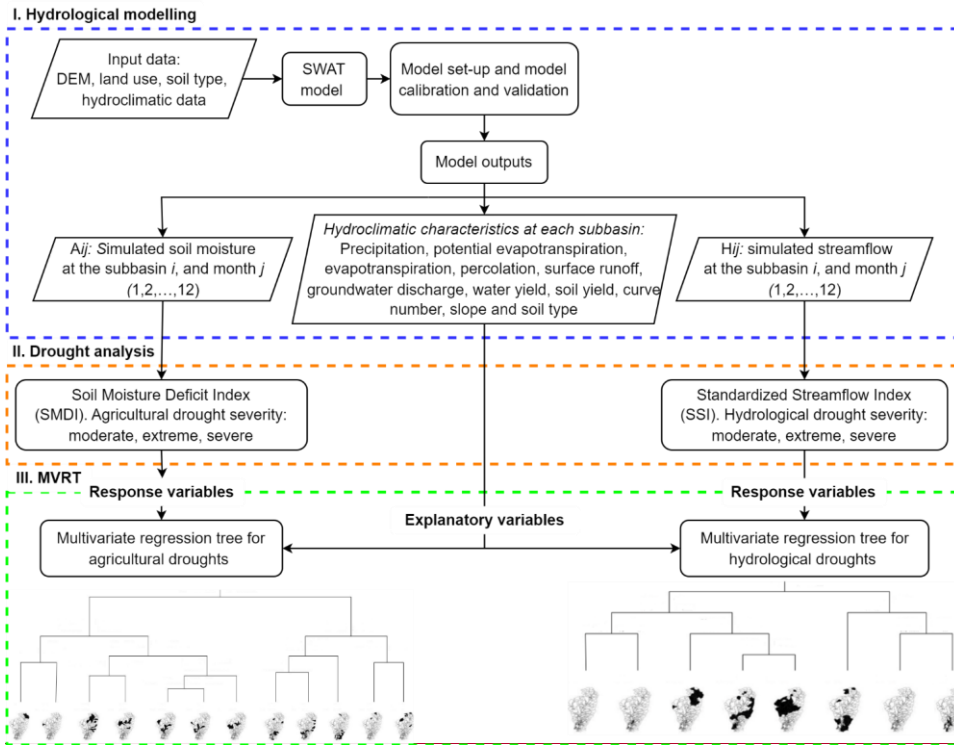 I. Hydrological modelling
Input data:
DEM, land use, soil type,
hydroclimatic data
SWAT
model
Model set-up and model
calibration and validation
Model outputs
Aij: Simulated soil moisture
at the subbasin i, and month j
(1,2,...,12)
Hydroclimatic characteristics at each subbasin:
Precipitation, potential evapotranspiration,
evapotranspiration, percolation, surface runoff,
groundwater discharge, water yield, soil yield, curve
number, slope and soil type
Hij: simulated streamflow
at the subbasin i, and month j
(1,2,...,12)
II. Drought analysis
Soil Moisture Deficit Index
(SMDI). Agricultural drought severity:
moderate, extreme, severe
Standardized Streamflow Index
(SSI). Hydrological drought severity:
moderate, extreme, severe
III. MVRT
Response variables
Response variables
Explanatory variables
Multivariate regression tree for
agricultural droughts
Multivariate regression tree for
hydrological droughts